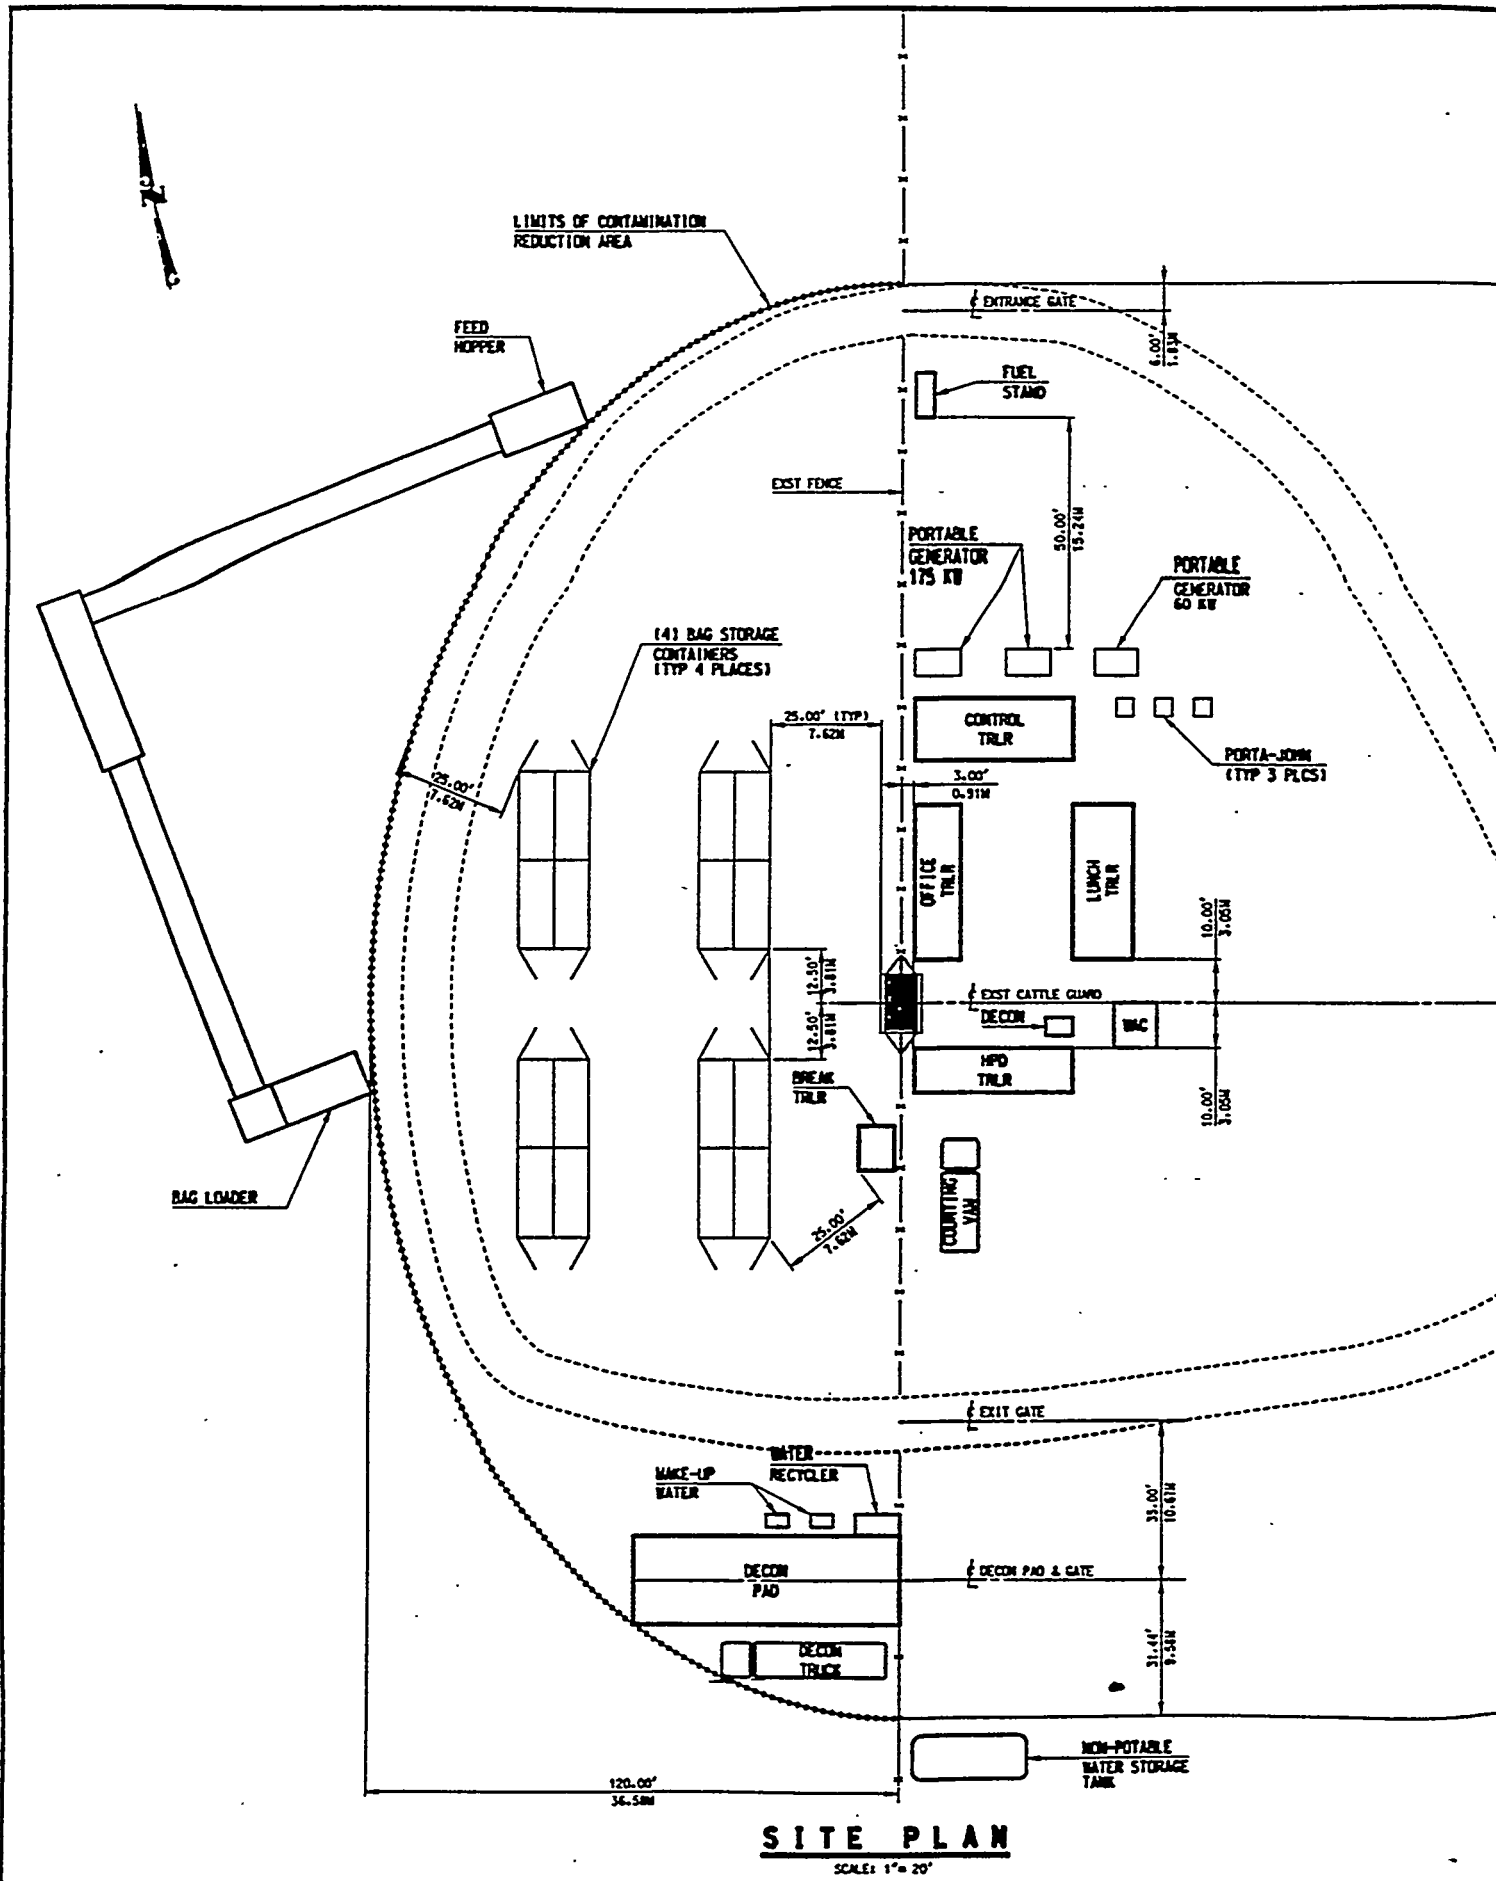 N
LIMITS OF CONTAMINATION
REDUCTION AREA
FEED
HOPPER
℄ ENTRANCE GATE
6.00'
1.83M
FUEL
STAND
EXST FENCE
50.00'
15.24M
PORTABLE
GENERATOR
175 KW
PORTABLE
GENERATOR
60 KW
(4) BAG STORAGE
CONTAINERS
(TYP 4 PLACES)
25.00' (TYP)
7.62M
CONTROL
TRLR
PORTA-JOHN
(TYP 3 PLCS)
25.00'
7.62M
3.00'
0.91M
OFFICE
TRLR
LUNCH
TRLR
10.00'
3.05M
12.50'
3.81M
℄ EXST CATTLE GUARD
DECON
WAC
12.50'
3.81M
HPD
TRLR
BREAK
TRLR
10.00'
3.05M
BAG LOADER
COUNTING
VAN
25.00'
7.62M
℄ EXIT GATE
WATER
RECYCLER
MAKE-UP
WATER
35.00'
10.67M
DECON
PAD
℄ DECON PAD & GATE
31.44'
9.58M
DECON
TRUCK
NON-POTABLE
WATER STORAGE
TANK
120.00'
36.58M
SITE PLAN
SCALE: 1"= 20'